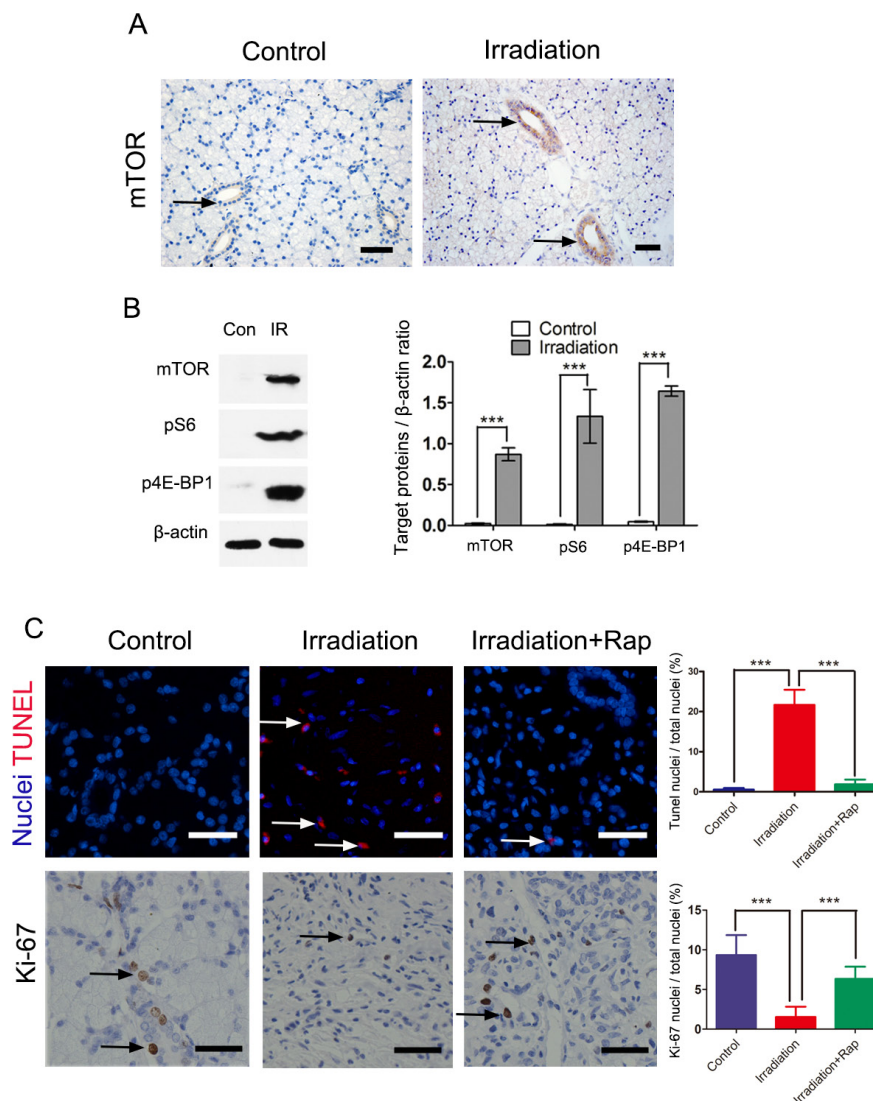 A
Control
Irradiation
mTOR
B
Con IR
mTOR
pS6
p4E-BP1
β-actin
Control
Irradiation
Target proteins / β-actin ratio
2.0
1.5
1.0
0.5
0.0
***
***
***
mTOR
pS6
p4E-BP1
C
Control
Irradiation
Irradiation+Rap
Nuclei TUNEL
Tunel nuclei / total nuclei (%)
30
20
10
0
***
***
Control
Irradiation
Irradiation+Rap
Ki-67
Ki-67 nuclei / total nuclei (%)
15
10
5
0
***
***
Control
Irradiation
Irradiation+Rap